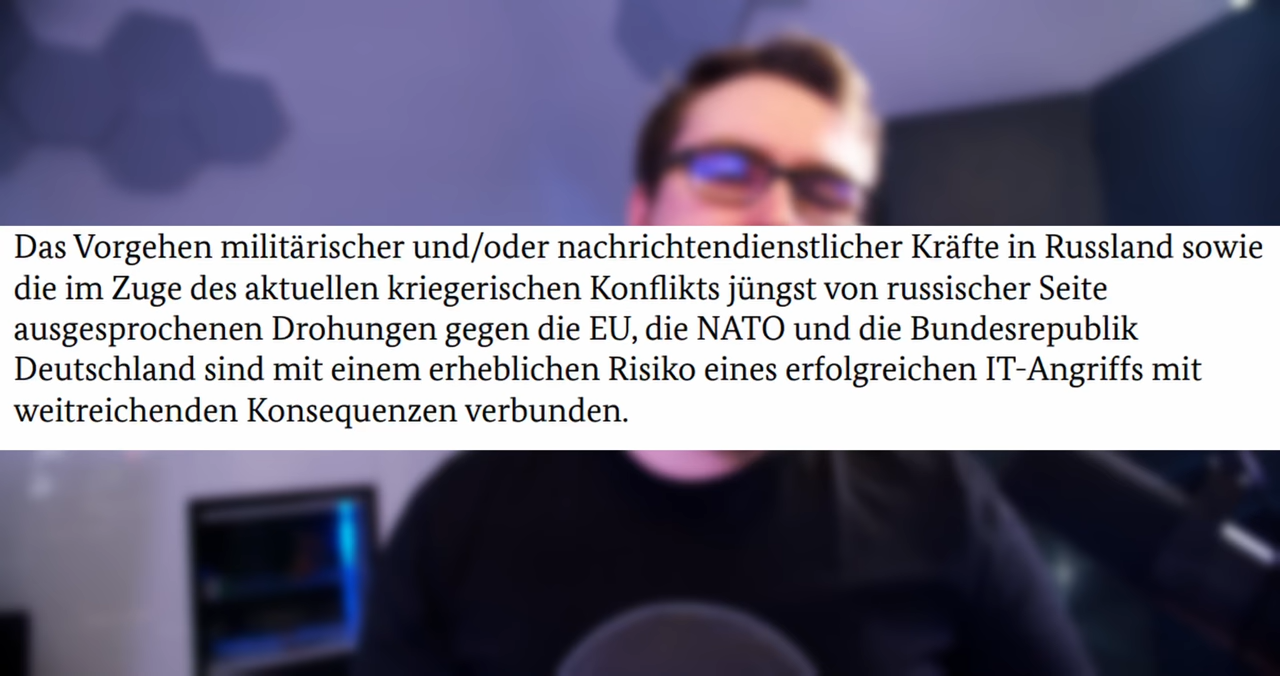 Das Vorgehen militärischer und/oder nachrichtendienstlicher Kräfte in Russland sowie
die im Zuge des aktuellen kriegerischen Konflikts jüngst von russischer Seite
ausgesprochenen Drohungen gegen die EU, die NATO und die Bundesrepublik
Deutschland sind mit einem erheblichen Risiko eines erfolgreichen IT-Angriffs mit
weitreichenden Konsequenzen verbunden.